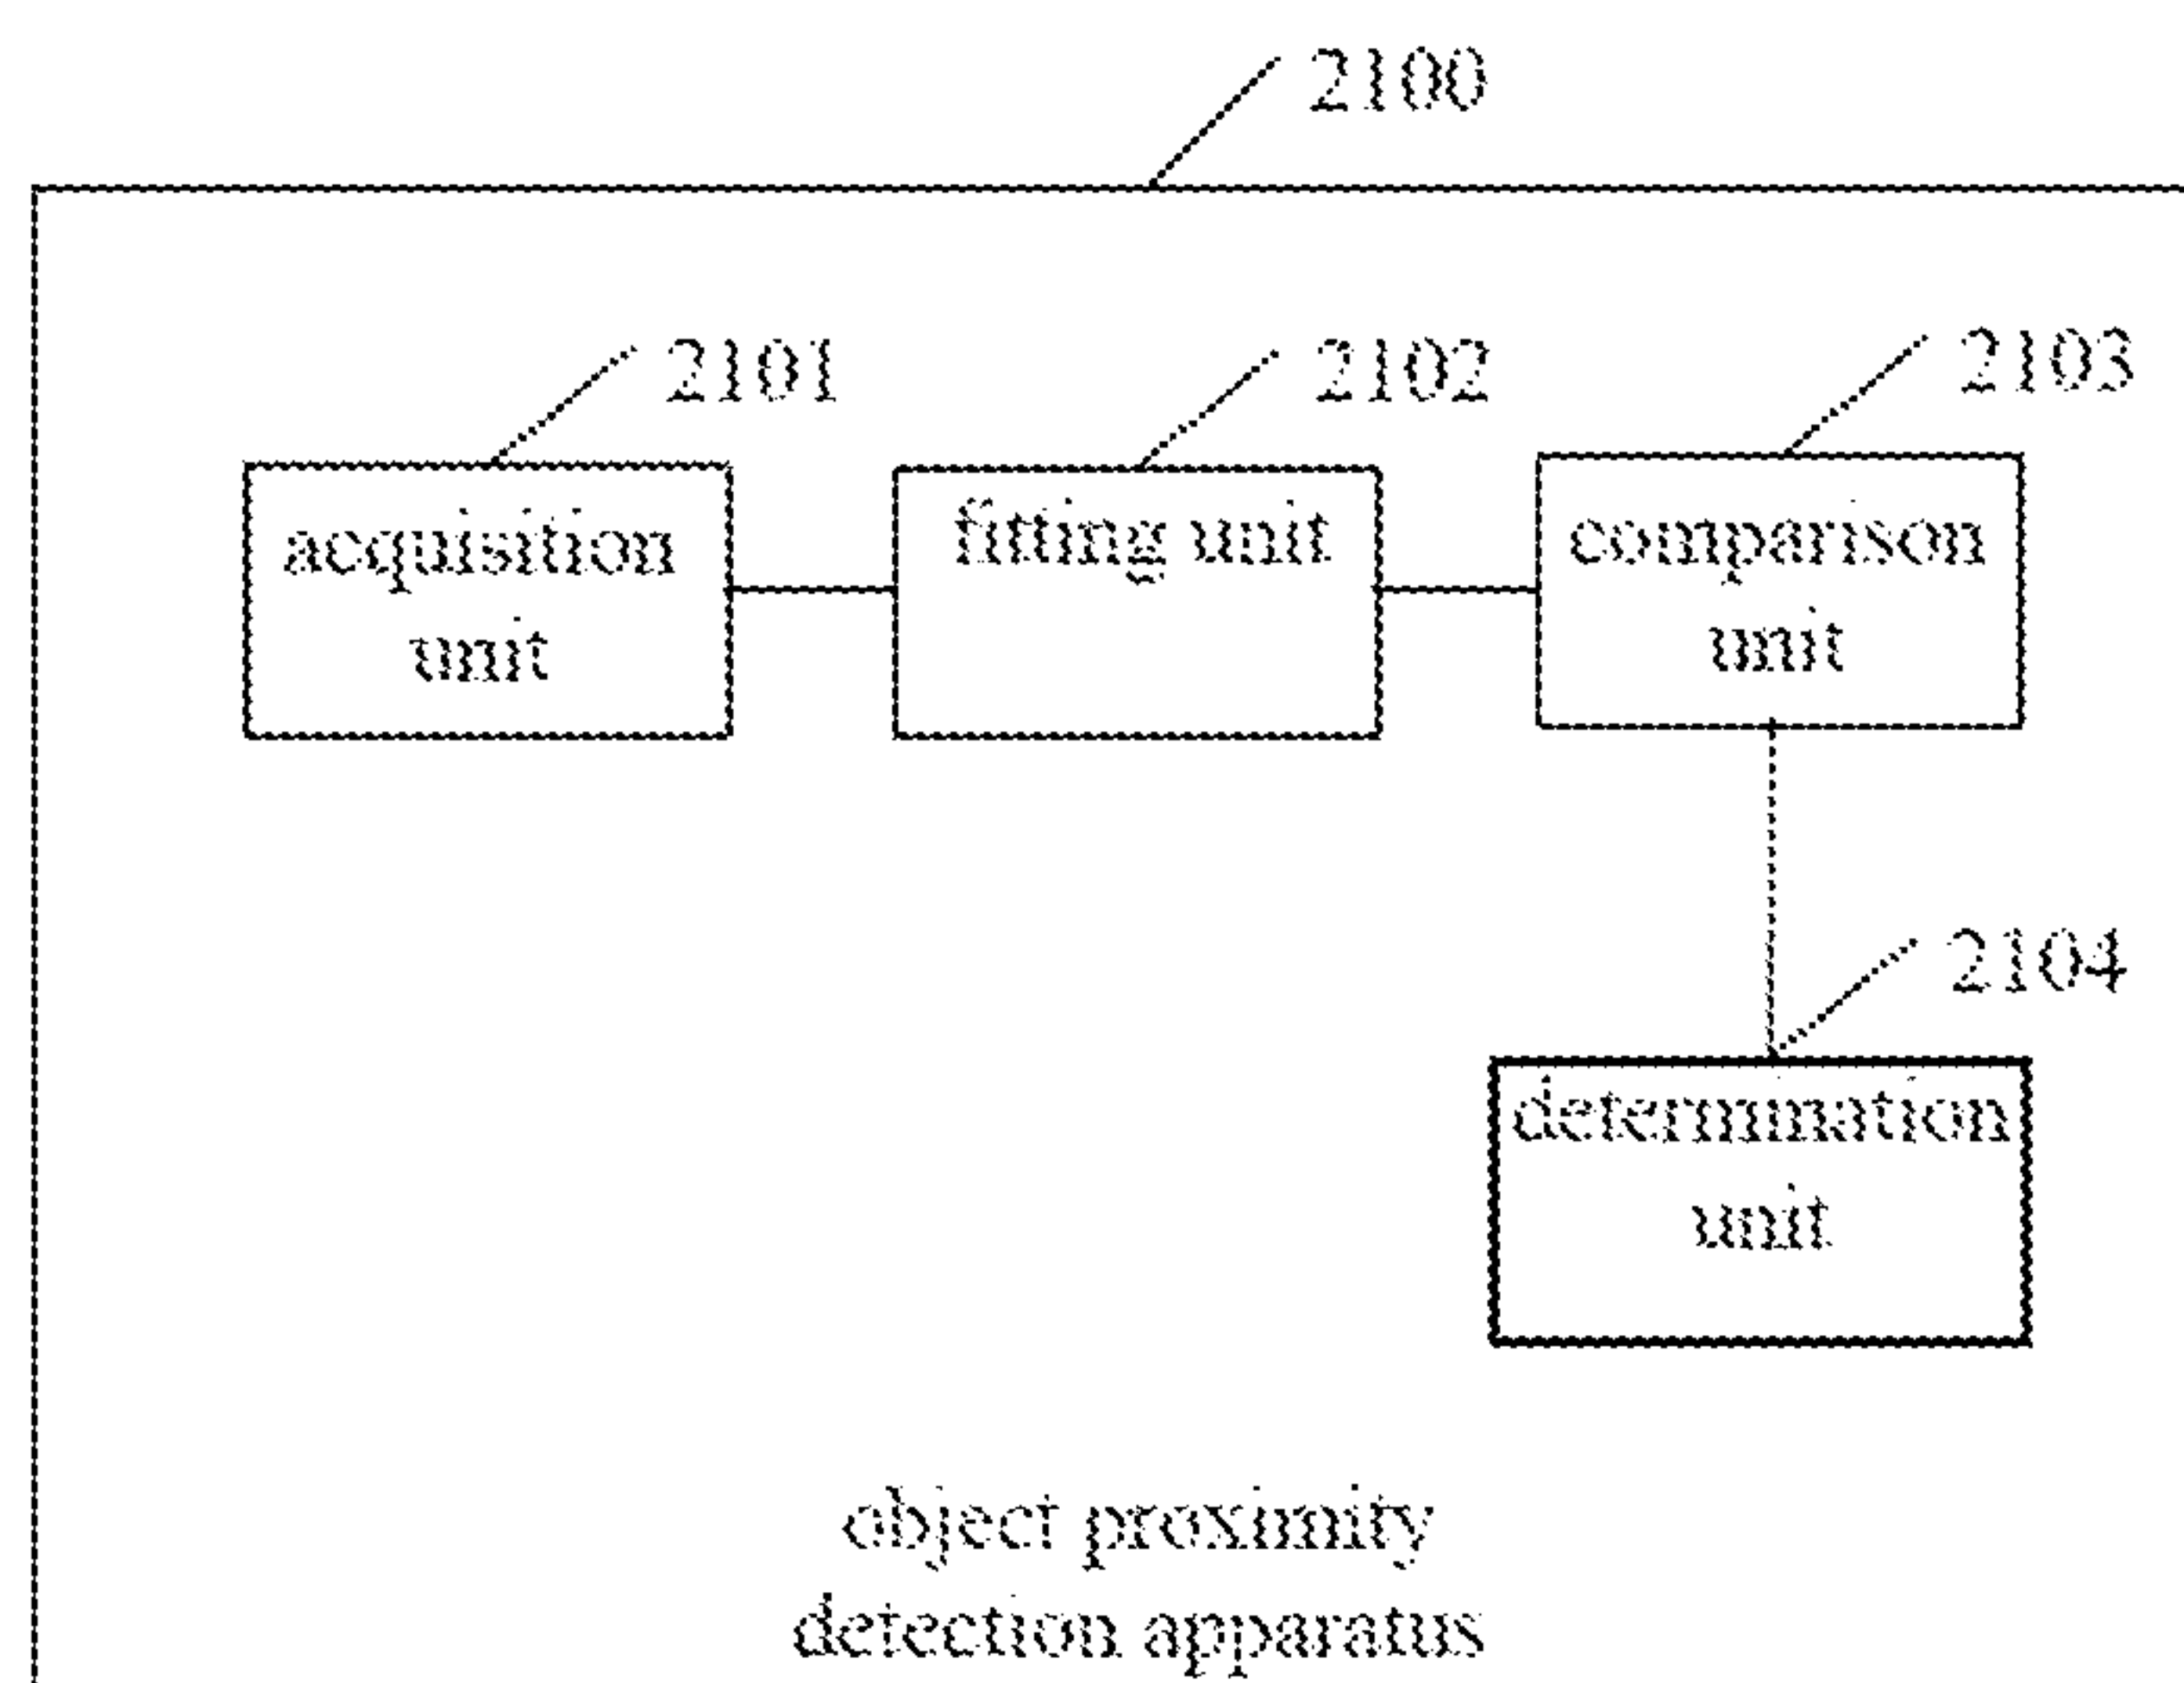 2100
2101
2102
2103
acquisition
unit
fitting unit
comparison
unit
2104
determination
unit
object proximity
detection apparatus